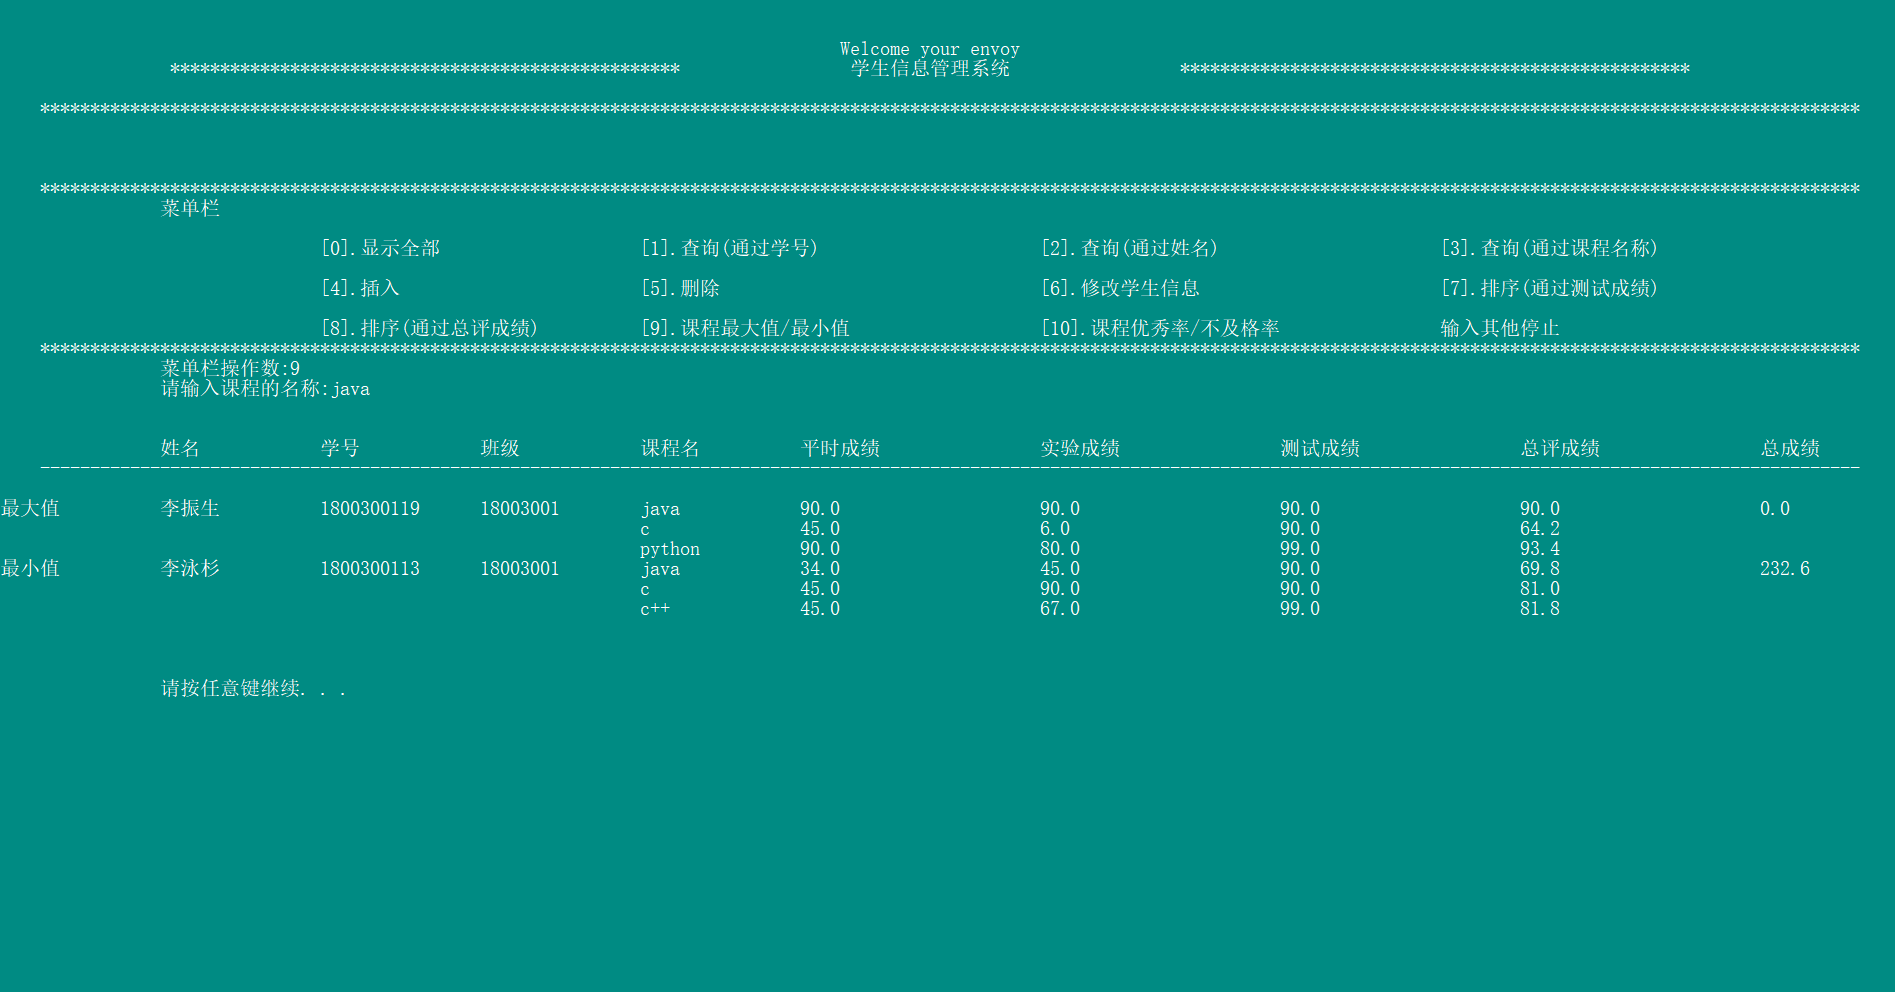 Welcome your envoy
*************************************************** 学生信息管理系统 ***************************************************
**************************************************************************************************************************************************************************************
**************************************************************************************************************************************************************************************
菜单栏
[0].显示全部 [1].查询(通过学号) [2].查询(通过姓名) [3].查询(通过课程名称)
[4].插入 [5].删除 [6].修改学生信息 [7].排序(通过测试成绩)
[8].排序(通过总评成绩) [9].课程最大值/最小值 [10].课程优秀率/不及格率 输入其他停止
**************************************************************************************************************************************************************************************
菜单栏操作数:9
请输入课程的名称:java
姓名 学号 班级 课程名 平时成绩 实验成绩 测试成绩 总评成绩 总成绩
--------------------------------------------------------------------------------------------------------------------------------------------------------------------------------------
最大值 李振生 1800300119 18003001 java 90.0 90.0 90.0 90.0 0.0
c 45.0 6.0 90.0 64.2
python 90.0 80.0 99.0 93.4
最小值 李泳杉 1800300113 18003001 java 34.0 45.0 90.0 69.8 232.6
c 45.0 90.0 90.0 81.0
c++ 45.0 67.0 99.0 81.8
请按任意键继续. . .